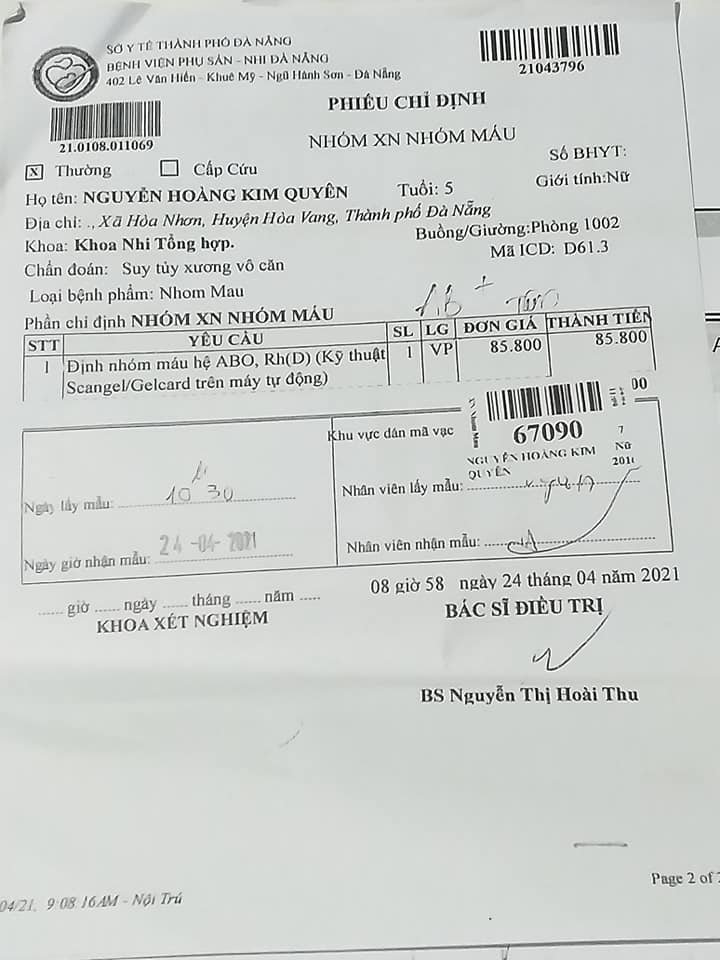 SỞ Y TẾ THÀNH PHỐ ĐÀ NẴNG
BỆNH VIỆN PHỤ SẢN - NHI ĐÀ NẴNG
402 Lê Văn Hiến - Khuê Mỹ - Ngũ Hành Sơn - Đà Nẵng
21043796
21.0108.011069
PHIẾU CHỈ ĐỊNH
NHÓM XN NHÓM MÁU
X Thường Cấp Cứu
Số BHYT:
Họ tên: NGUYỄN HOÀNG KIM QUYÊN Tuổi: 5 Giới tính:Nữ
Địa chỉ: ., Xã Hòa Nhơn, Huyện Hòa Vang, Thành phố Đà Nẵng
Khoa: Khoa Nhi Tổng hợp. Buồng/Giường:Phòng 1002
Chẩn đoán: Suy tủy xương vô căn Mã ICD: D61.3
Loại bệnh phẩm: Nhom Mau
AB +
Phần chỉ định NHÓM XN NHÓM MÁU
STT YÊU CẦU SL LG ĐƠN GIÁ THÀNH TIỀN
1 Định nhóm máu hệ ABO, Rh(D) (Kỹ thuật 1 VP 85.800 85.800
Scangel/Gelcard trên máy tự động)
00
Khu vực dán mã vạc
67090
NGUYỄN HOÀNG KIM
QUYÊN
7
Nữ
Ngày lấy mẫu: 10 30
Nhân viên lấy mẫu:
Ngày giờ nhận mẫu: 24 -04- 2021
Nhân viên nhận mẫu:
08 giờ 58 ngày 24 tháng 04 năm 2021
...... giờ ...... ngày ...... tháng ...... năm .....
KHOA XÉT NGHIỆM
BÁC SĨ ĐIỀU TRỊ
BS Nguyễn Thị Hoài Thu
Page 2 of
04/21, 9:08:16AM - Nội Trú